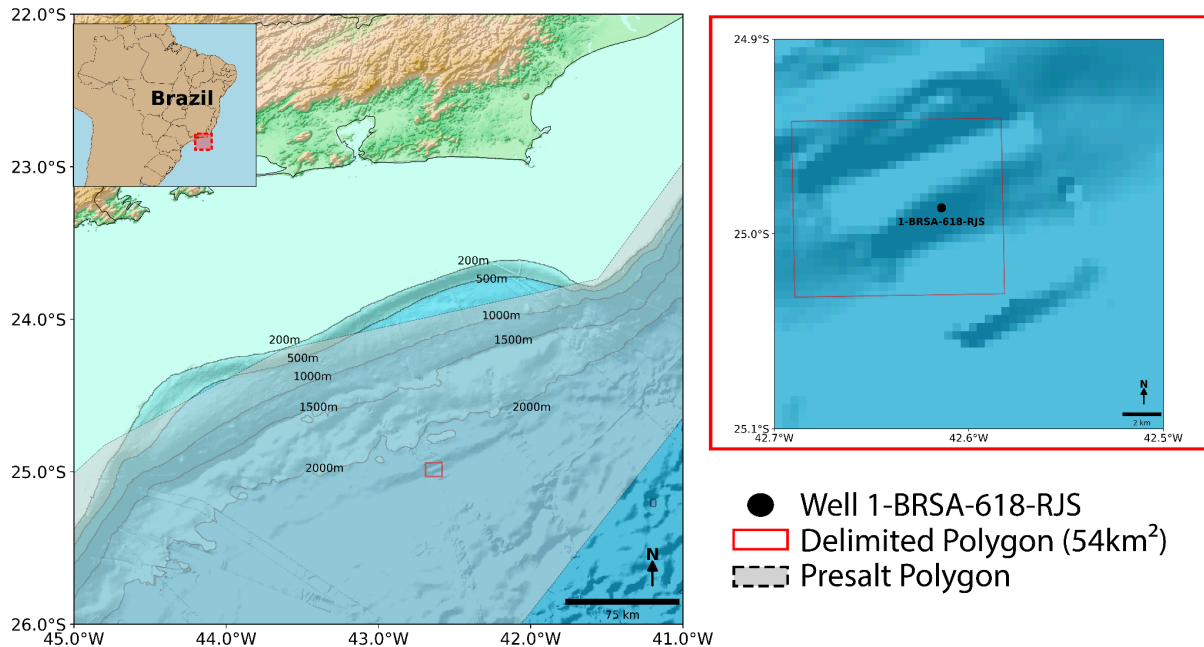 22.0°S
23.0°S
24.0°S
25.0°S
26.0°S
45.0°W
44.0°W
43.0°W
42.0°W
41.0°W
Brazil
200m
500m
1000m
1500m
2000m
200m
500m
1000m
1500m
2000m
N
75 km
24.9°S
25.0°S
25.1°S
42.7°W
42.6°W
42.5°W
1-BRSA-618-RJS
N
2 km
Well 1-BRSA-618-RJS
Delimited Polygon (54km²)
Presalt Polygon